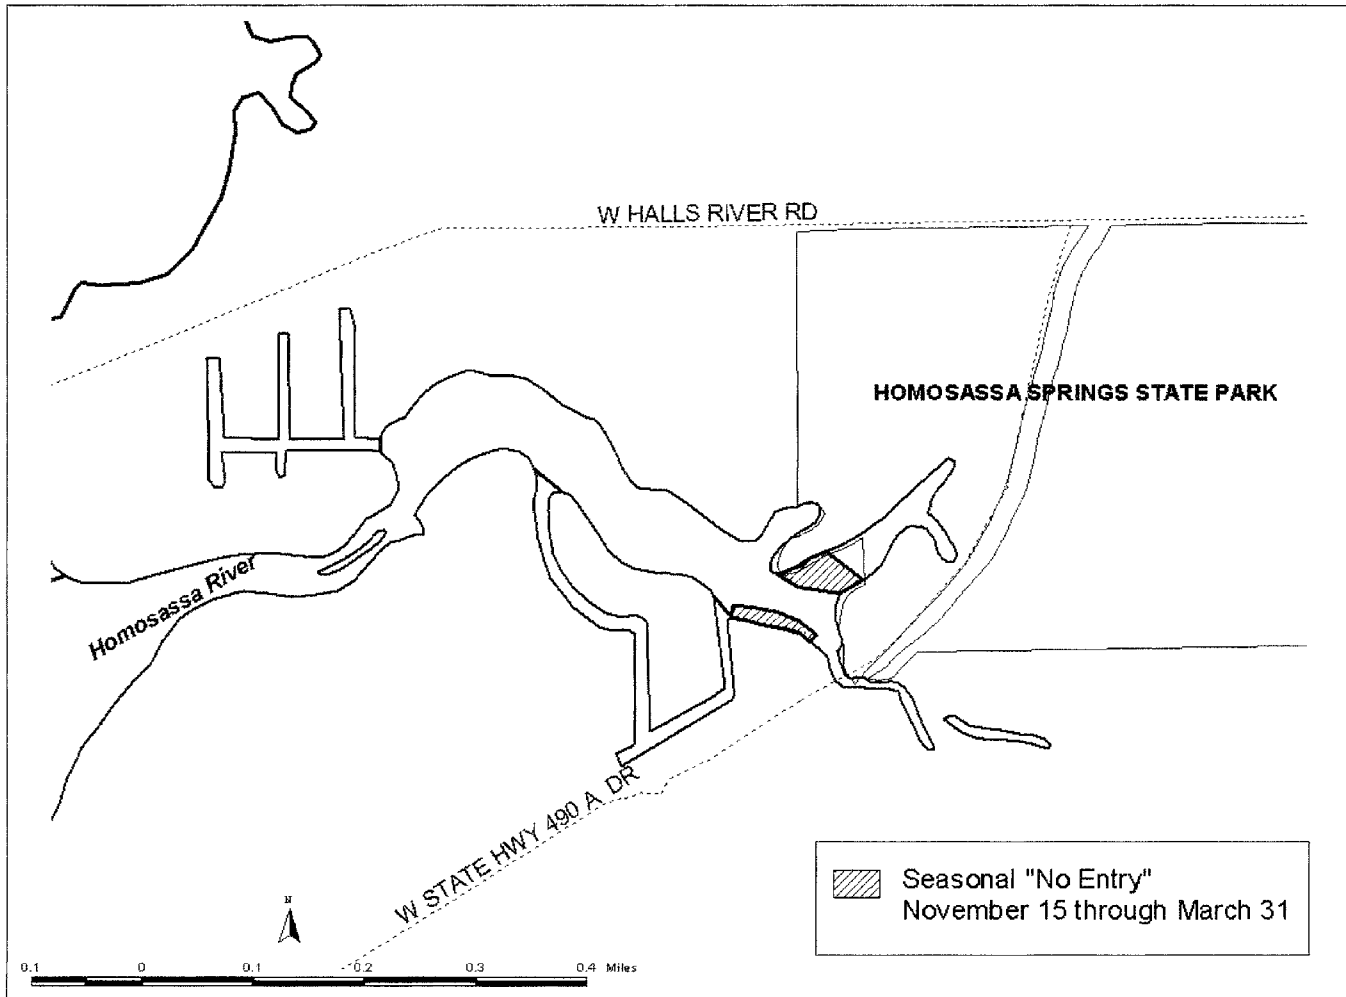 W HALLS RIVER RD
HOMOSASSA SPRINGS STATE PARK
Homosassa River
W STATE HWY 490 A DR
Seasonal "No Entry"
November 15 through March 31
N
0.1 0 0.1 0.2 0.3 0.4 Miles